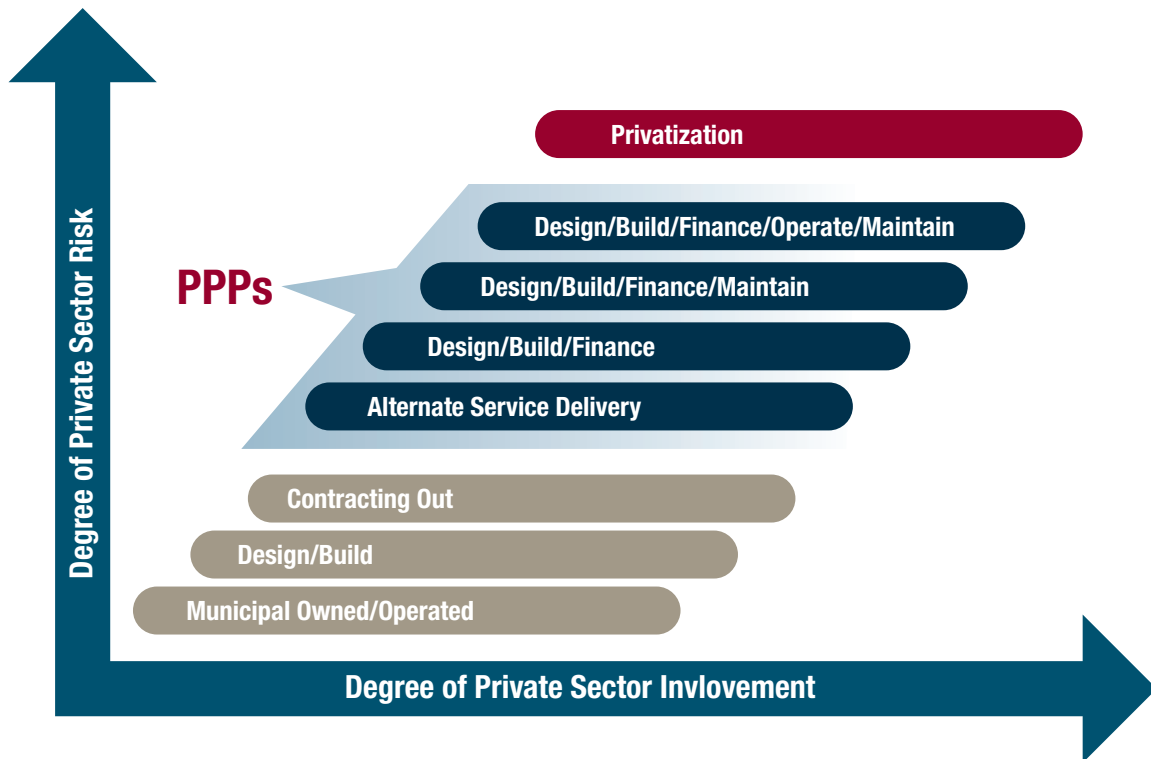 Degree of Private Sector Risk
Privatization
Design/Build/Finance/Operate/Maintain
PPPs
Design/Build/Finance/Maintain
Design/Build/Finance
Alternate Service Delivery
Contracting Out
Design/Build
Municipal Owned/Operated
Degree of Private Sector Invlovement